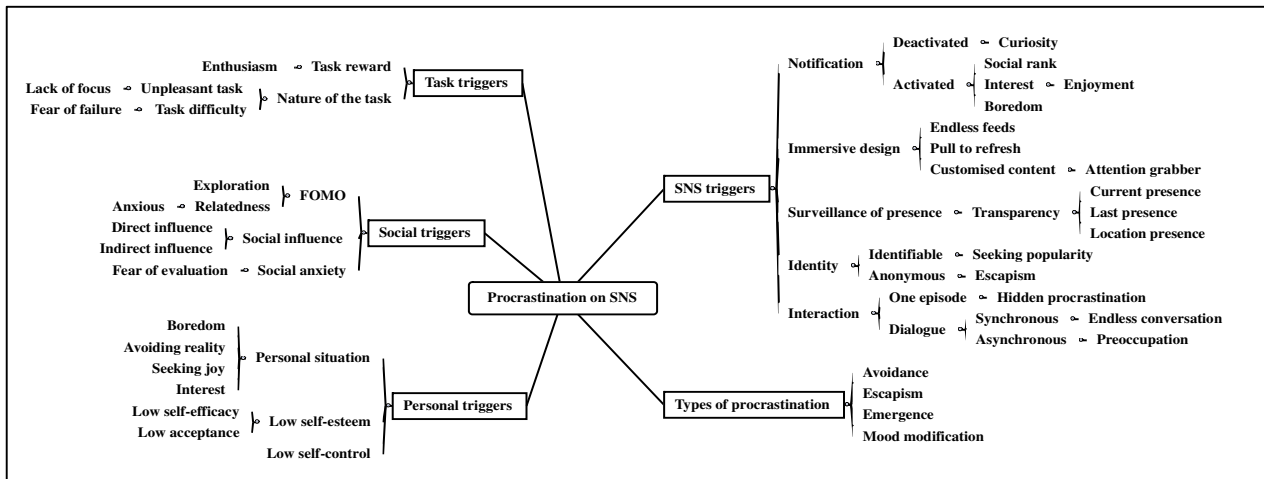 Procrastination on SNS
Task triggers
Task reward
Enthusiasm
Nature of the task
Unpleasant task
Lack of focus
Task difficulty
Fear of failure
Social triggers
FOMO
Exploration
Relatedness
Anxious
Social influence
Direct influence
Indirect influence
Social anxiety
Fear of evaluation
Personal triggers
Personal situation
Boredom
Avoiding reality
Seeking joy
Interest
Low self-esteem
Low self-efficacy
Low acceptance
Low self-control
SNS triggers
Notification
Deactivated
Curiosity
Activated
Social rank
Interest
Enjoyment
Boredom
Immersive design
Endless feeds
Pull to refresh
Customised content
Attention grabber
Surveillance of presence
Transparency
Current presence
Last presence
Location presence
Identity
Identifiable
Seeking popularity
Anonymous
Escapism
Interaction
One episode
Hidden procrastination
Dialogue
Synchronous
Endless conversation
Asynchronous
Preoccupation
Types of procrastination
Avoidance
Escapism
Emergence
Mood modification